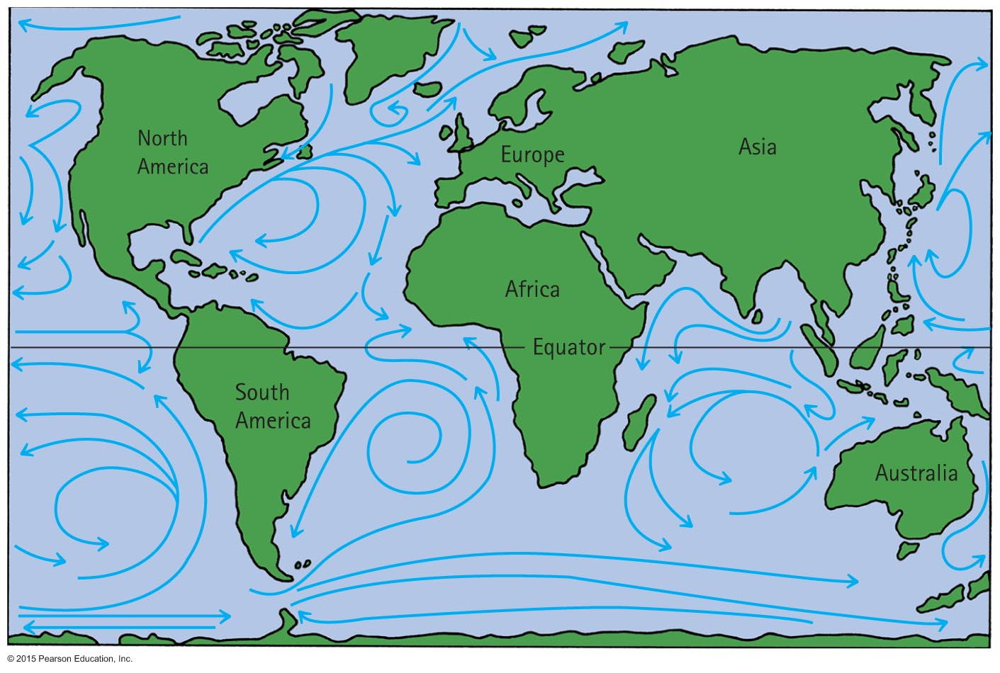 North
America
Europe
Asia
Africa
Equator
South
America
Australia
© 2015 Pearson Education, Inc.